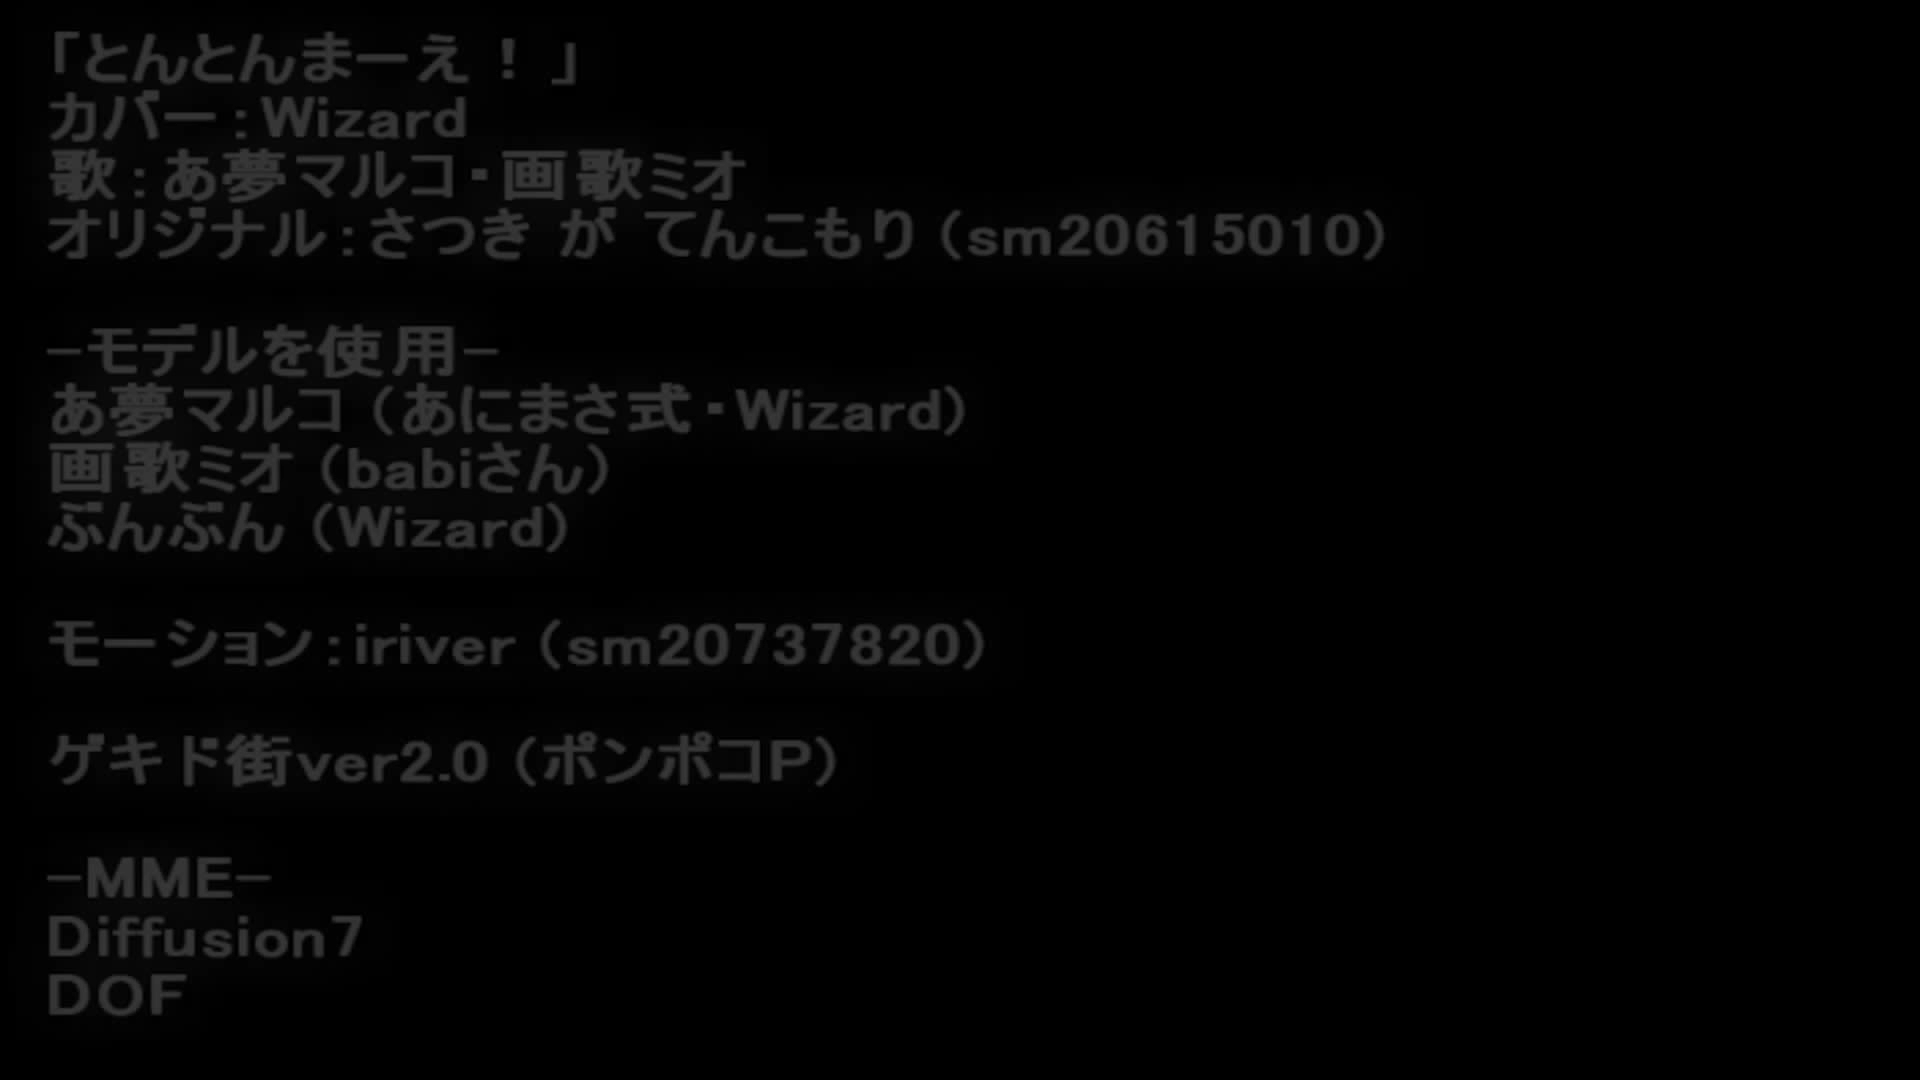 「とんとんまーえ！」
カバー：Wizard
歌：あ夢マルコ・画歌ミオ
オリジナル：さつき が てんこもり（sm20615010）
−モデルを使用−
あ夢マルコ（あにまさ式・Wizard）
画歌ミオ（babiさん）
ぶんぶん（Wizard）
モーション：iriver（sm20737820）
ゲキド街ver2.0（ポンポコP）
−MME−
Diffusion7
DOF